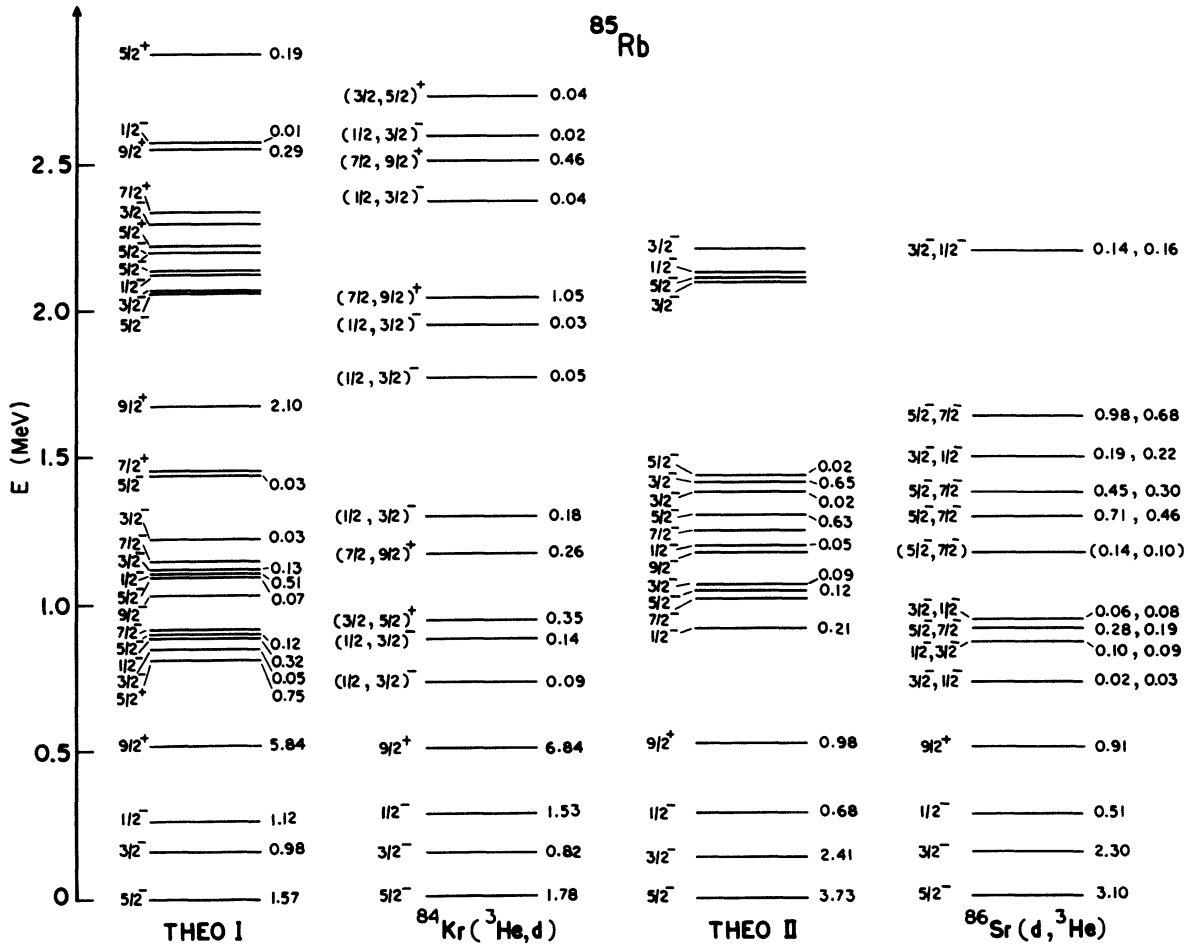 85Rb
E (MeV)
2.5
2.0
1.5
1.0
0.5
0
5/2+ 0.19
1/2- 0.01
9/2+ 0.29
7/2+
3/2-
5/2+
5/2-
5/2-
1/2-
3/2-
5/2-
9/2+ 2.10
7/2+
5/2- 0.03
3/2- 0.03
7/2-
3/2- 0.13
1/2- 0.51
5/2- 0.07
9/2-
7/2-
5/2- 0.12
1/2- 0.32
3/2- 0.05
5/2+ 0.75
9/2+ 5.84
1/2- 1.12
3/2- 0.98
5/2- 1.57
THEO I
(3/2, 5/2)+ 0.04
(1/2, 3/2)- 0.02
(7/2, 9/2)+ 0.46
(1/2, 3/2)- 0.04
(7/2, 9/2)+ 1.05
(1/2, 3/2)- 0.03
(1/2, 3/2)- 0.05
(1/2, 3/2)- 0.18
(7/2, 9/2)+ 0.26
(3/2, 5/2)+ 0.35
(1/2, 3/2)- 0.14
(1/2, 3/2)- 0.09
9/2+ 6.84
1/2- 1.53
3/2- 0.82
5/2- 1.78
84Kr(3He,d)
3/2-
1/2-
5/2-
3/2-
5/2- 0.02
3/2- 0.65
3/2- 0.02
5/2- 0.63
7/2-
1/2- 0.05
9/2-
3/2- 0.09
5/2- 0.12
7/2-
1/2- 0.21
9/2+ 0.98
1/2- 0.68
3/2- 2.41
5/2- 3.73
THEO II
3/2-, 1/2- 0.14, 0.16
5/2-, 7/2- 0.98, 0.68
3/2-, 1/2- 0.19, 0.22
5/2-, 7/2- 0.45, 0.30
5/2-, 7/2- 0.71, 0.46
(5/2-, 7/2-) (0.14, 0.10)
3/2-, 1/2- 0.06, 0.08
5/2-, 7/2- 0.28, 0.19
1/2-, 3/2- 0.10, 0.09
3/2-, 1/2- 0.02, 0.03
9/2+ 0.91
1/2- 0.51
3/2- 2.30
5/2- 3.10
86Sr(d,3He)